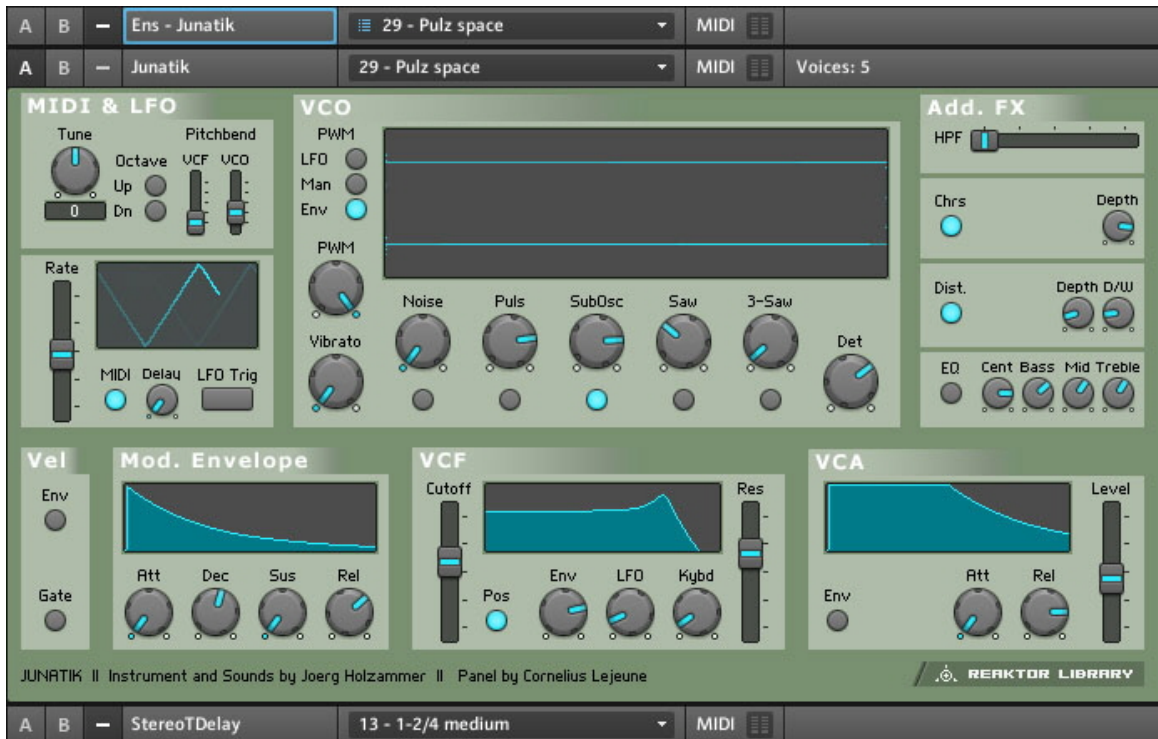 A B – Ens - Junatik 29 - Pulz space MIDI
A B – Junatik 29 - Pulz space MIDI Voices: 5
MIDI & LFO
Tune
Pitchbend
Octave
VCF VCO
Up
Dn
0
Rate
MIDI Delay LFO Trig
VCO
PWM
LFO
Man
Env
PWM
Vibrato
Noise Puls SubOsc Saw 3-Saw
Det
Add. FX
HPF
Chrs Depth
Dist. Depth D/W
EQ Cent Bass Mid Treble
Vel
Env
Gate
Mod. Envelope
Att Dec Sus Rel
VCF
Cutoff
Res
Pos
Env LFO Kybd
VCA
Level
Env
Att Rel
JUNATIK II Instrument and Sounds by Joerg Holzammer II Panel by Cornelius Lejeune
REAKTOR LIBRARY
A B – StereoTDelay 13 - 1-2/4 medium MIDI